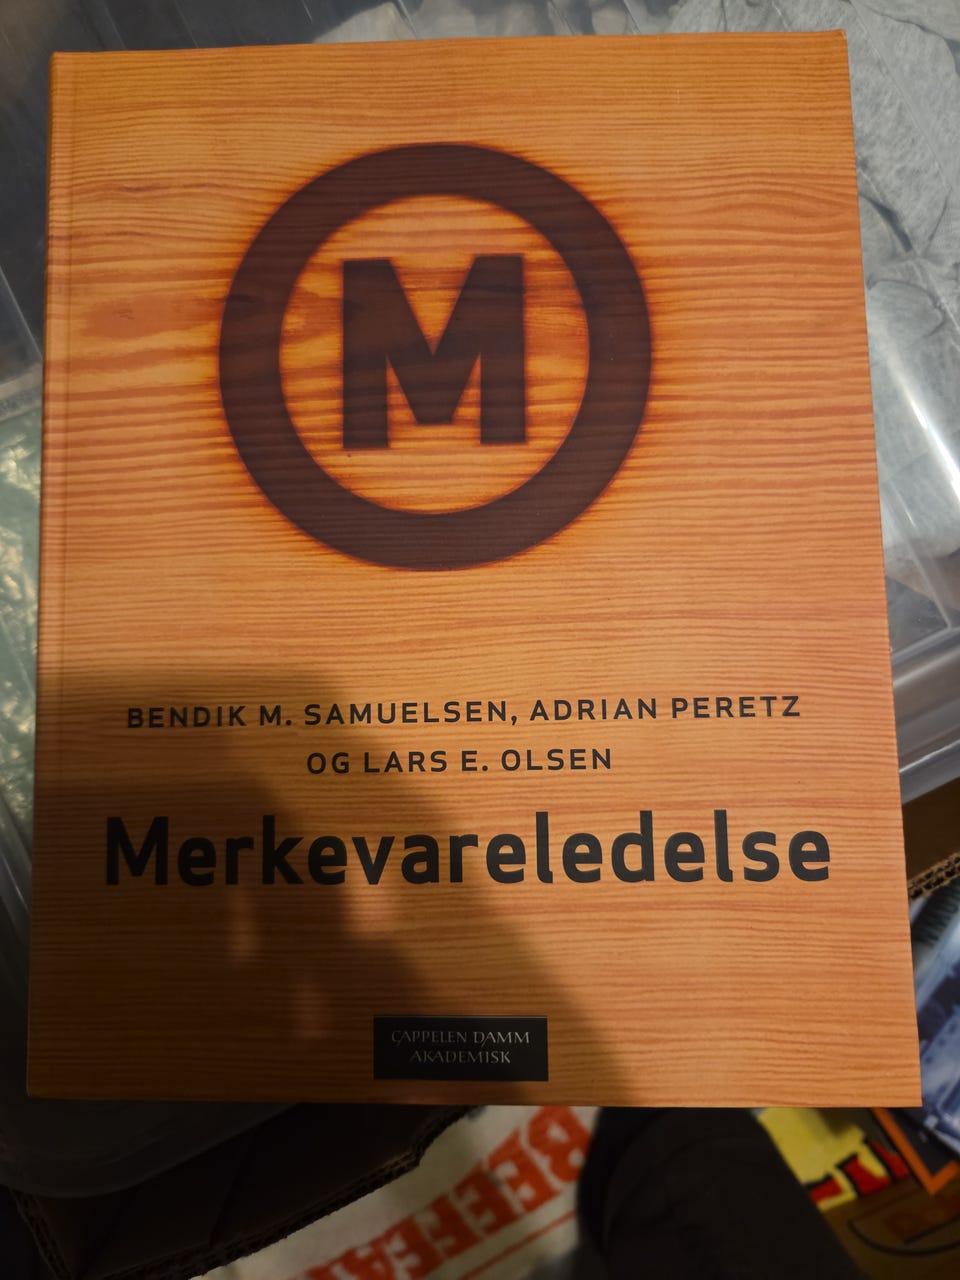 M
BENDIK M. SAMUELSEN, ADRIAN PERETZ
OG LARS E. OLSEN
Merkevareledelse
CAPPELEN DAMM
AKADEMISK